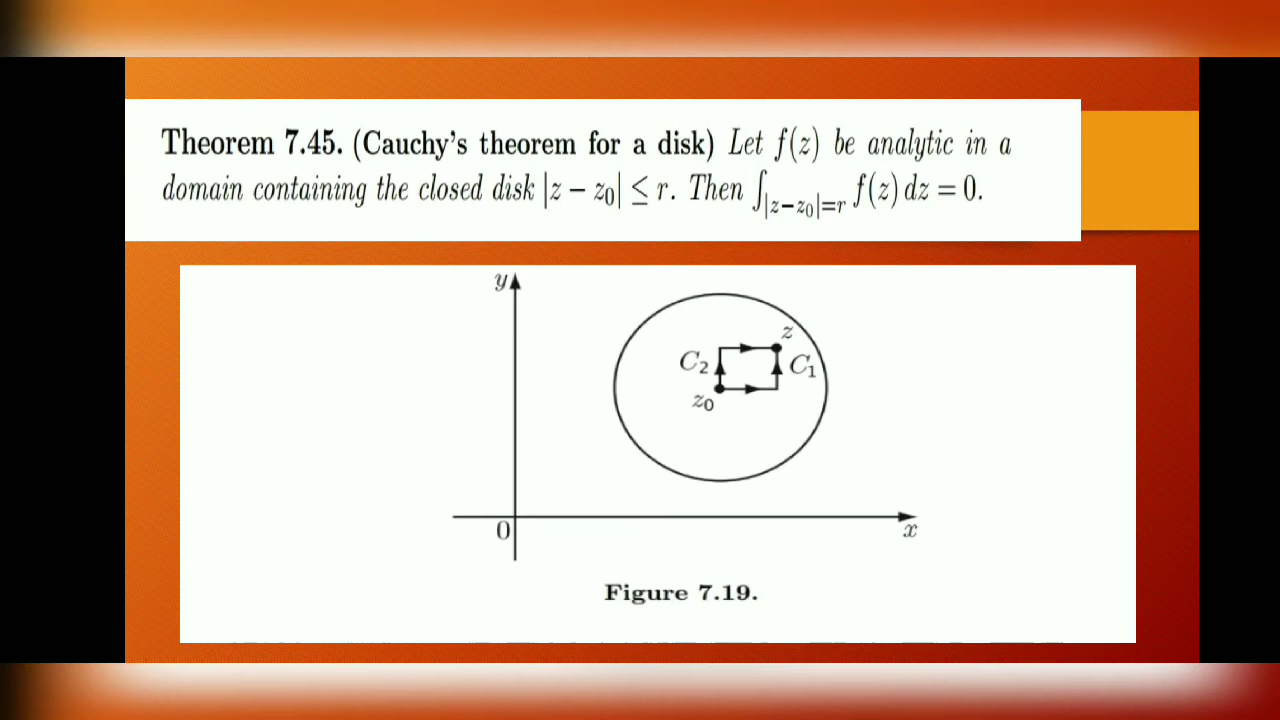 Theorem 7.45. (Cauchy's theorem for a disk) Let f(z) be analytic in a
domain containing the closed disk |z − z₀| ≤ r. Then ∫|z−z₀|=r f(z) dz = 0.
y
z
C₂
C₁
z₀
0
x
Figure 7.19.